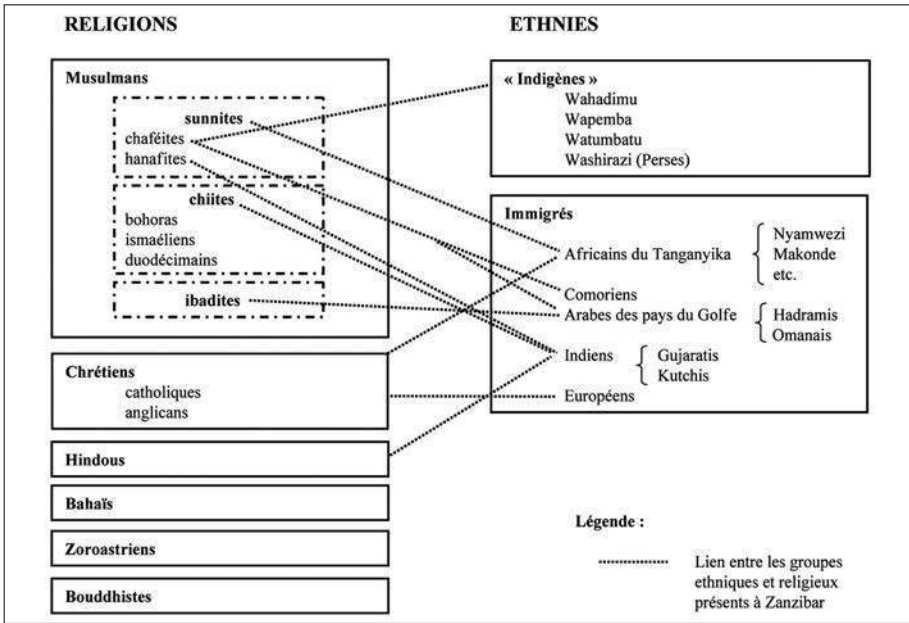 RELIGIONS
Musulmans
sunnites
chaféites
hanafites
chiites
bohoras
ismaéliens
duodécimains
ibadites
Chrétiens
catholiques
anglicans
Hindous
Bahaïs
Zoroastriens
Bouddhistes
ETHNIES
« Indigènes »
Wahadimu
Wapemba
Watumbatu
Washirazi (Perses)
Immigrés
Africains du Tanganyika
Nyamwezi
Makonde
etc.
Comoriens
Arabes des pays du Golfe
Hadramis
Omanais
Indiens
Gujaratis
Kutchis
Européens
Légende :
Lien entre les groupes
ethniques et religieux
présents à Zanzibar